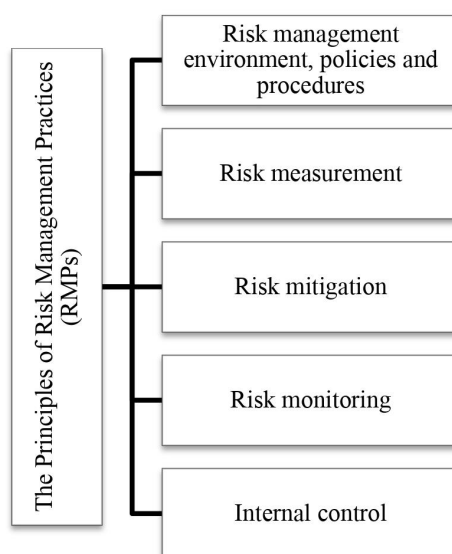 The Principles of Risk Management Practices
(RMPs)
Risk management
environment, policies and
procedures
Risk measurement
Risk mitigation
Risk monitoring
Internal control